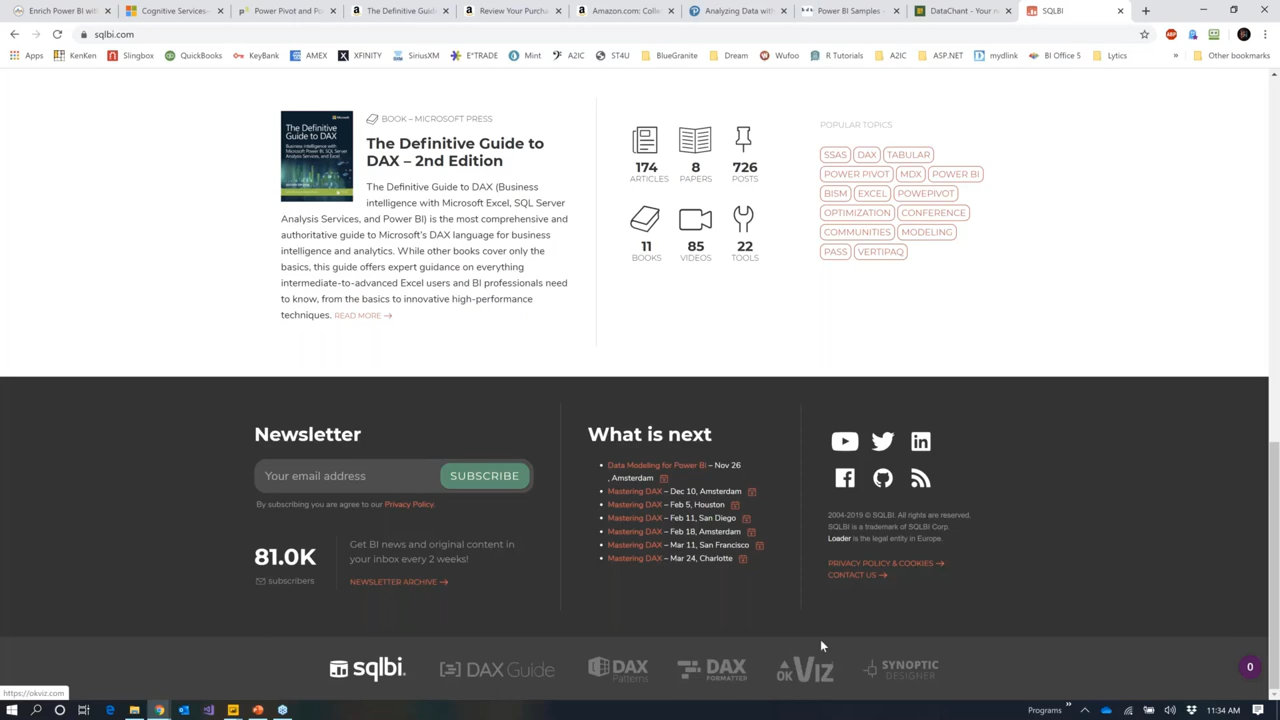 Enrich Power BI with
Cognitive Services-
Power Pivot and Po
The Definitive Guide
Review Your Purcha
Amazon.com: Colle
Analyzing Data with
Power BI Samples
DataChant - Your n
SQLBI
sqlbi.com
Apps
KenKen
Slingbox
QuickBooks
KeyBank
AMEX
XFINITY
SiriusXM
E*TRADE
Mint
A2IC
ST4U
BlueGranite
Dream
Wufoo
R Tutorials
A2IC
ASP.NET
mydlink
BI Office 5
Lytics
»
Other bookmarks
The Definitive
Guide to DAX
BOOK – MICROSOFT PRESS
The Definitive Guide to
DAX – 2nd Edition
The Definitive Guide to DAX (Business
intelligence with Microsoft Excel, SQL Server
Analysis Services, and Power BI) is the most comprehensive and
authoritative guide to Microsoft's DAX language for business
intelligence and analytics. While other books cover only the
basics, this guide offers expert guidance on everything
intermediate-to-advanced Excel users and BI professionals need
to know, from the basics to innovative high-performance
techniques. READ MORE →
174
ARTICLES
8
PAPERS
726
POSTS
11
BOOKS
85
VIDEOS
22
TOOLS
POPULAR TOPICS
SSAS DAX TABULAR
POWER PIVOT MDX POWER BI
BISM EXCEL POWEPIVOT
OPTIMIZATION CONFERENCE
COMMUNITIES MODELING
PASS VERTIPAQ
Newsletter
Your email address SUBSCRIBE
By subscribing you are agree to our Privacy Policy.
81.0K
subscribers
Get BI news and original content in
your inbox every 2 weeks!
NEWSLETTER ARCHIVE →
What is next
Data Modeling for Power BI – Nov 26
, Amsterdam
Mastering DAX – Dec 10, Amsterdam
Mastering DAX – Feb 5, Houston
Mastering DAX – Feb 11, San Diego
Mastering DAX – Feb 18, Amsterdam
Mastering DAX – Mar 11, San Francisco
Mastering DAX – Mar 24, Charlotte
2004-2019 © SQLBI. All rights are reserved.
SQLBI is a trademark of SQLBI Corp.
Loader is the legal entity in Europe.
PRIVACY POLICY & COOKIES →
CONTACT US →
sqlbi.
DAX Guide
DAX
Patterns
DAX
FORMATTER
OKViz
SYNOPTIC
DESIGNER
0
https://okviz.com
Programs
»
11:34 AM